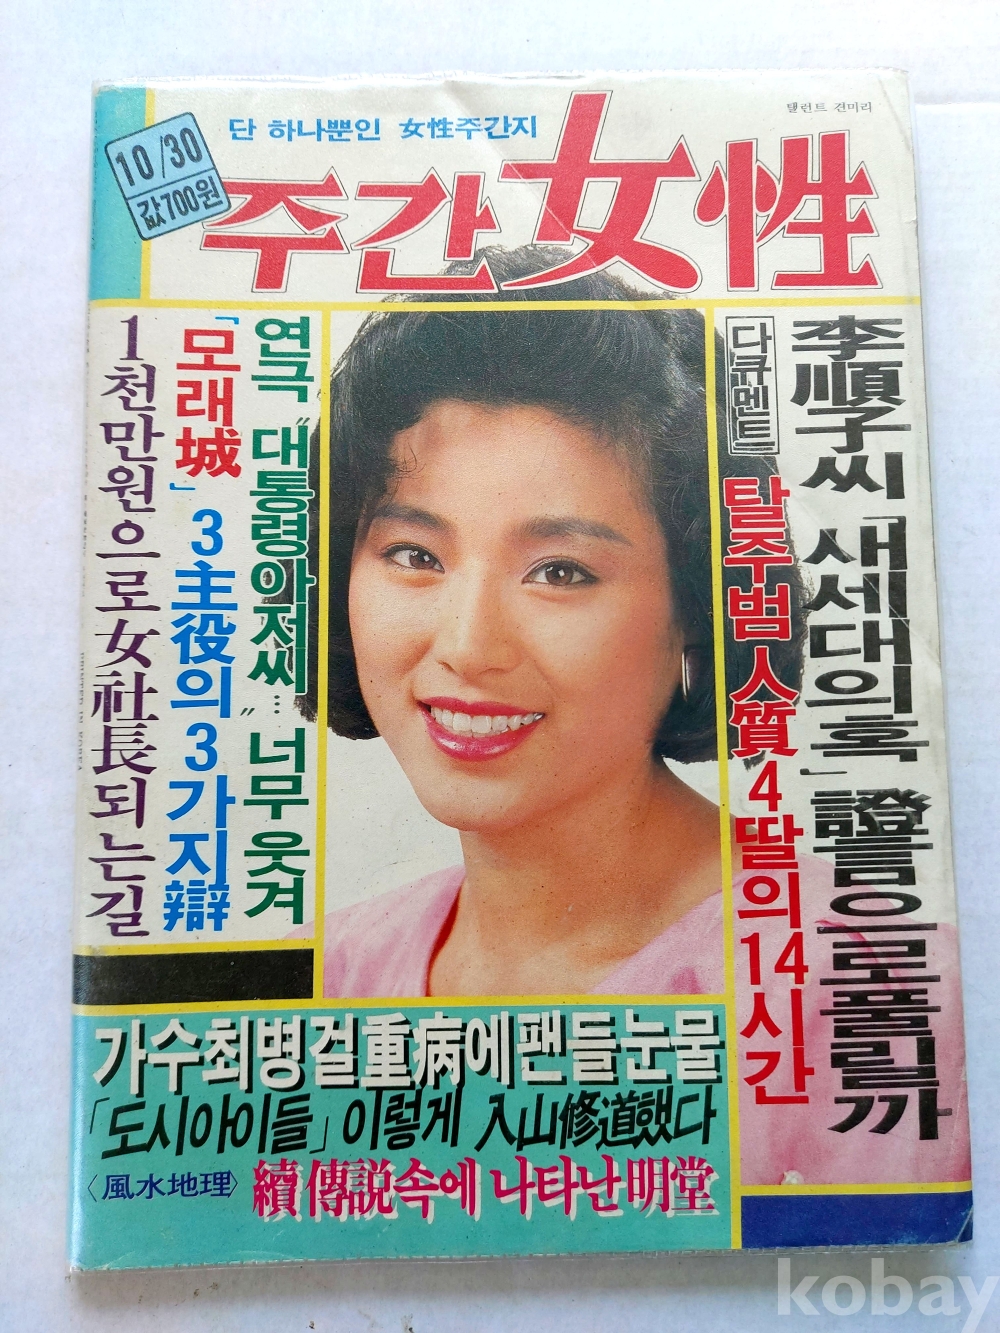 탤런트 견미리
단 하나뿐인 女性주간지
10/30
값700원
주간女性
李順子씨「새세대의혹」證言으로풀릴까
다큐멘트
탈주범 人質 4딸의 14시간
연극 "대통령아저씨…" 너무 웃겨
「모래城」 3主役의 3가지辯
1천만원으로女社長되는길
PRINTED IN KOREA
가수최병걸重病에팬들눈물
「도시아이들」이렇게 入山修道했다
〈風水地理〉 續傳説속에 나타난明堂
kobay